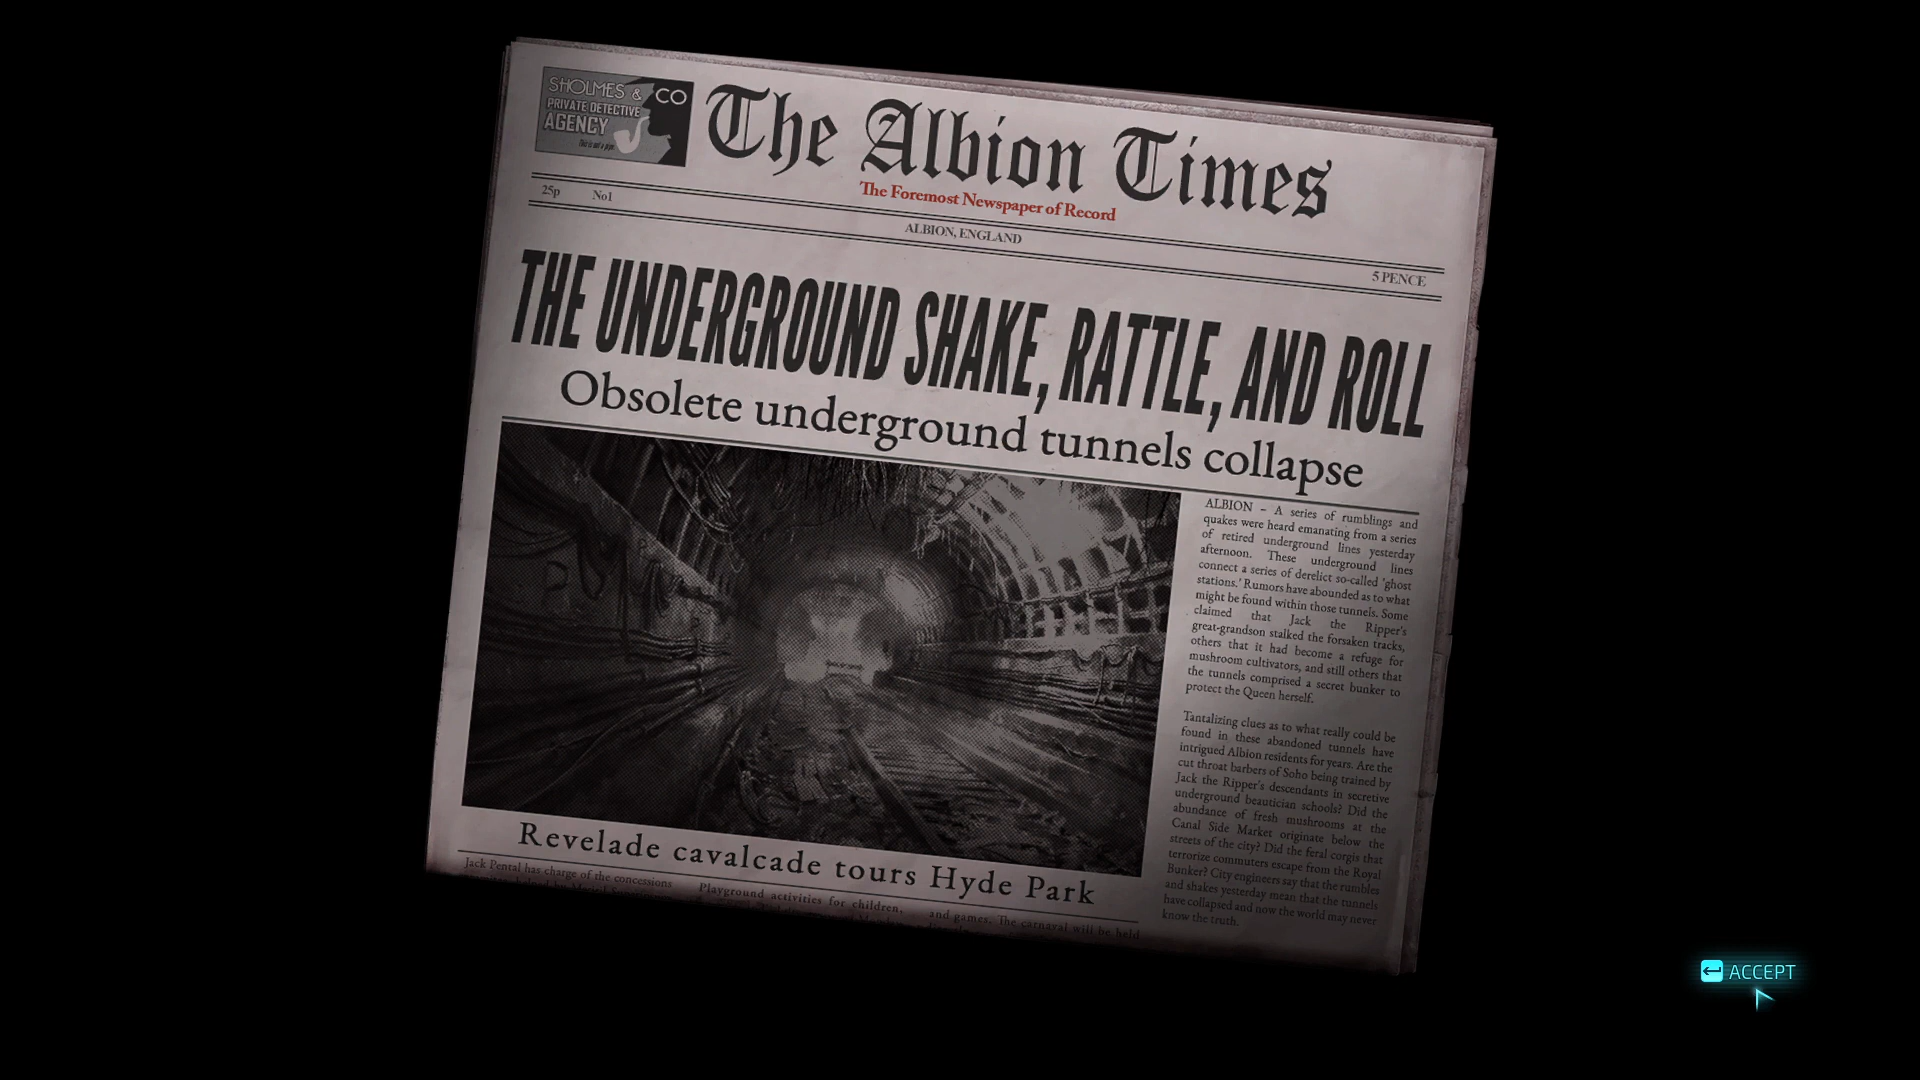 SHOLMES & CO
PRIVATE DETECTIVE
AGENCY
This is not a pipe
The Albion Times
The Foremost Newspaper of Record
25p No1
ALBION, ENGLAND
5 PENCE
THE UNDERGROUND SHAKE, RATTLE, AND ROLL
Obsolete underground tunnels collapse
ALBION – A series of rumblings and
quakes were heard emanating from a series
of retired underground lines yesterday
afternoon. These underground lines
connect a series of derelict so-called 'ghost
stations.' Rumors have abounded as to what
might be found within those tunnels. Some
claimed that Jack the Ripper's
great-grandson stalked the forsaken tracks,
others that it had become a refuge for
mushroom cultivators, and still others that
the tunnels comprised a secret bunker to
protect the Queen herself.
Tantalizing clues as to what really could be
found in these abandoned tunnels have
intrigued Albion residents for years. Are the
cut throat barbers of Soho being trained by
Jack the Ripper's descendants in secretive
underground beautician schools? Did the
abundance of fresh mushrooms at the
Canal Side Market originate below the
streets of the city? Did the feral corgis that
terrorize commuters escape from the Royal
Bunker? City engineers say that the rumbles
and shakes yesterday mean that the tunnels
have collapsed and now the world may never
know the truth.
Revelade cavalcade tours Hyde Park
Jack Pental has charge of the concessions
Playground activities for children,
and games. The carnaval will be held
ACCEPT